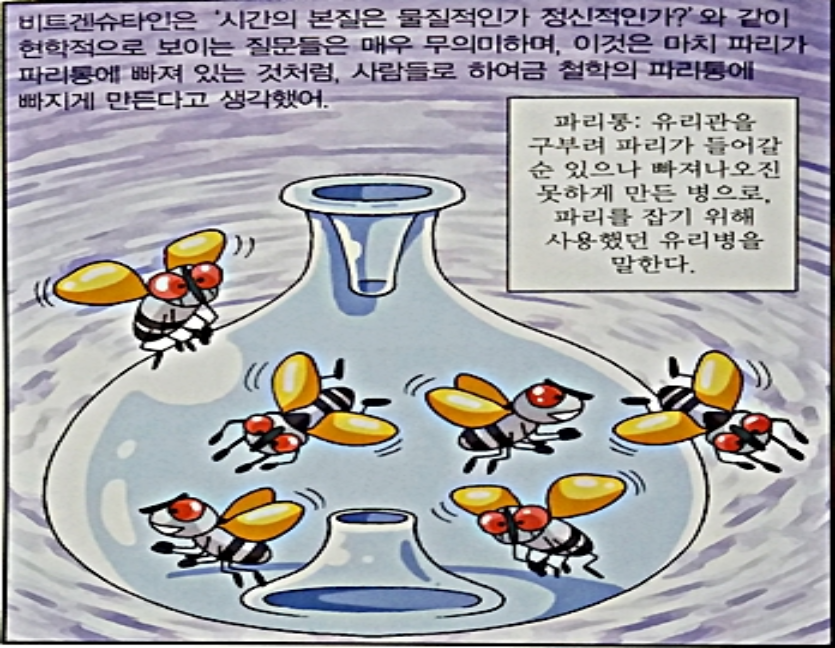 비트겐슈타인은 '시간의 본질은 물질적인가 정신적인가?'와 같이
현학적으로 보이는 질문들은 매우 무의미하며, 이것은 마치 파리가
파리통에 빠져 있는 것처럼, 사람들로 하여금 철학의 파리통에
빠지게 만든다고 생각했어.
파리통: 유리관을
구부려 파리가 들어갈
순 있으나 빠져나오진
못하게 만든 병으로,
파리를 잡기 위해
사용했던 유리병을
말한다.